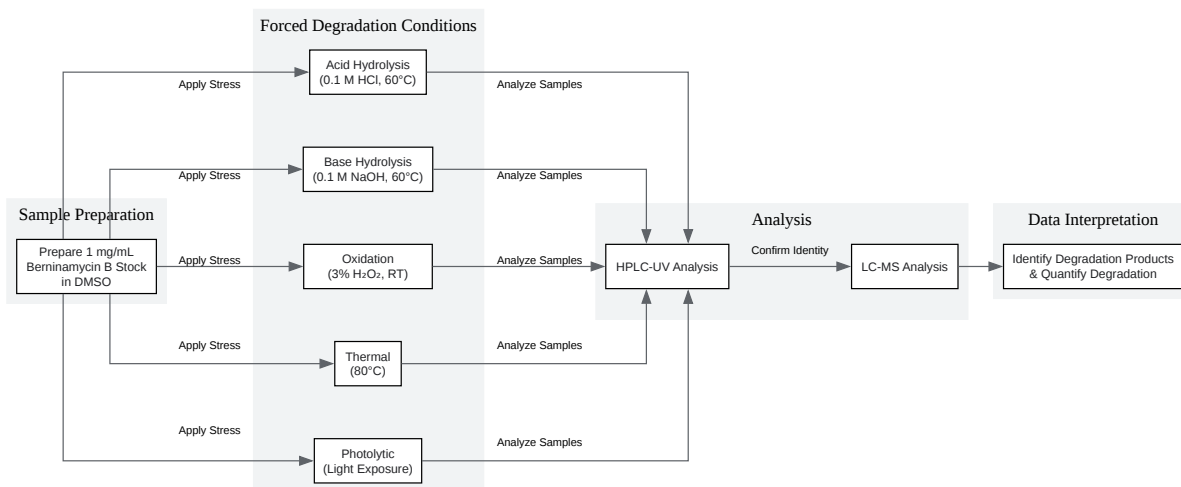 Forced Degradation Conditions
Acid Hydrolysis
(0.1 M HCl, 60°C)
Apply Stress
Analyze Samples
Base Hydrolysis
(0.1 M NaOH, 60°C)
Apply Stress
Analyze Samples
Sample Preparation
Prepare 1 mg/mL
Berninamycin B Stock
in DMSO
Apply Stress
Oxidation
(3% H₂O₂, RT)
Analyze Samples
Analysis
HPLC-UV Analysis
Confirm Identity
LC-MS Analysis
Data Interpretation
Identify Degradation Products
& Quantify Degradation
Apply Stress
Thermal
(80°C)
Analyze Samples
Apply Stress
Photolytic
(Light Exposure)
Analyze Samples